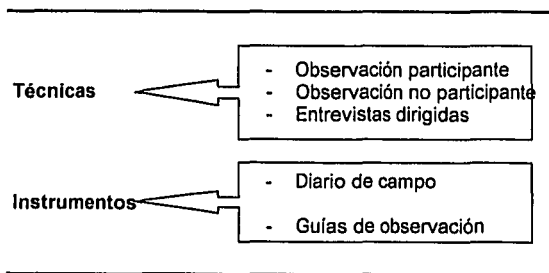 Técnicas
- Observación participante
- Observación no participante
- Entrevistas dirigidas
Instrumentos
- Diario de campo
- Guías de observación